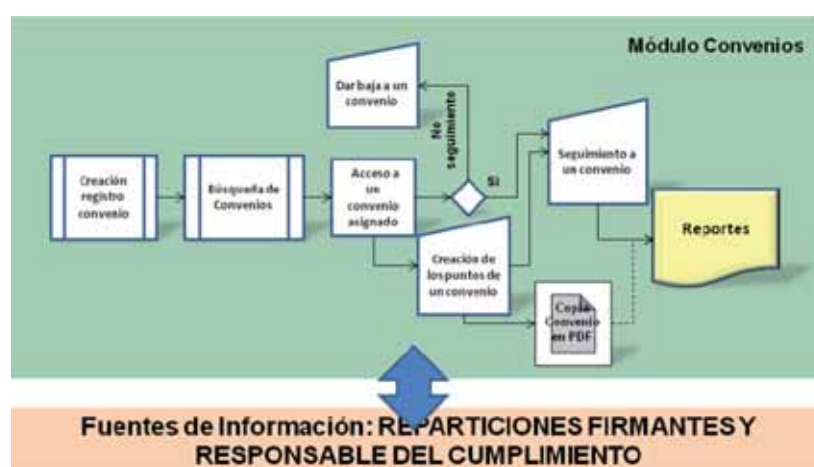 Módulo Convenios
Dar baja a un
convenio
No
seguimiento
Si
Seguimiento a
un convenio
Creación
registro
convenio
Búsqueda de
Convenios
Acceso a
un
convenio
asignado
Reportes
Creación de
los puntos de
un convenio
Copia
Convenio
en PDF
Fuentes de Información: REPARTICIONES FIRMANTES Y
RESPONSABLE DEL CUMPLIMIENTO